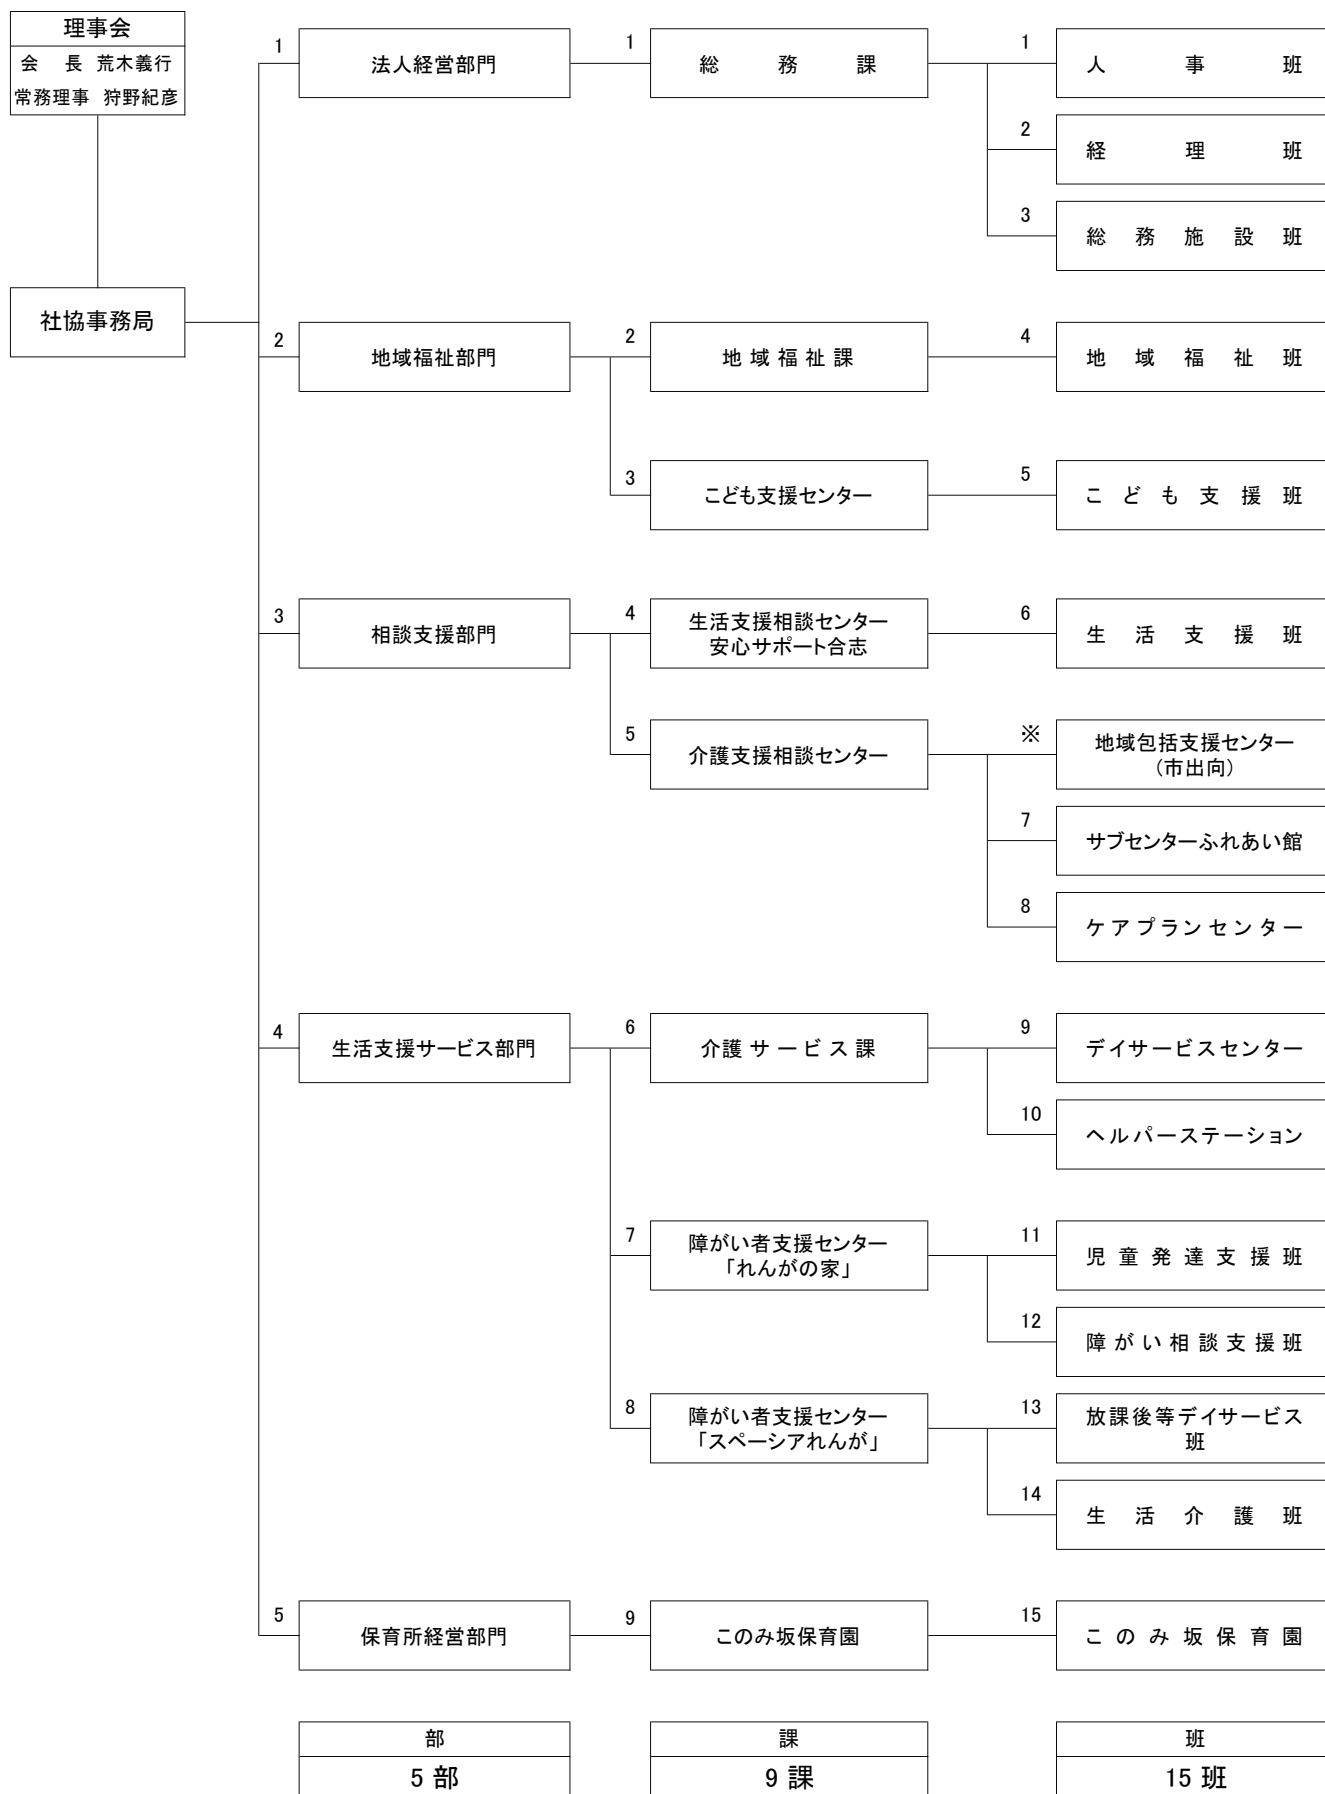 理事会
会 長 荒木義行
常務理事 狩野紀彦
社協事務局
1
法人経営部門
1
総 務 課
1
人 事 班
2
経 理 班
3
総 務 施 設 班
2
地域福祉部門
2
地 域 福 祉 課
4
地 域 福 祉 班
3
こども支援センター
5
こ ど も 支 援 班
3
相談支援部門
4
生活支援相談センター
安心サポート合志
6
生 活 支 援 班
5
介護支援相談センター
※
地域包括支援センター
(市出向)
7
サブセンターふれあい館
8
ケアプランセンター
4
生活支援サービス部門
6
介護サービス課
9
デイサービスセンター
10
ヘルパーステーション
7
障がい者支援センター
「れんがの家」
11
児 童 発 達 支 援 班
12
障 が い 相 談 支 援 班
8
障がい者支援センター
「スペーシアれんが」
13
放課後等デイサービス
班
14
生 活 介 護 班
5
保育所経営部門
9
このみ坂保育園
15
こ の み 坂 保 育 園
部
5 部
課
9 課
班
15 班